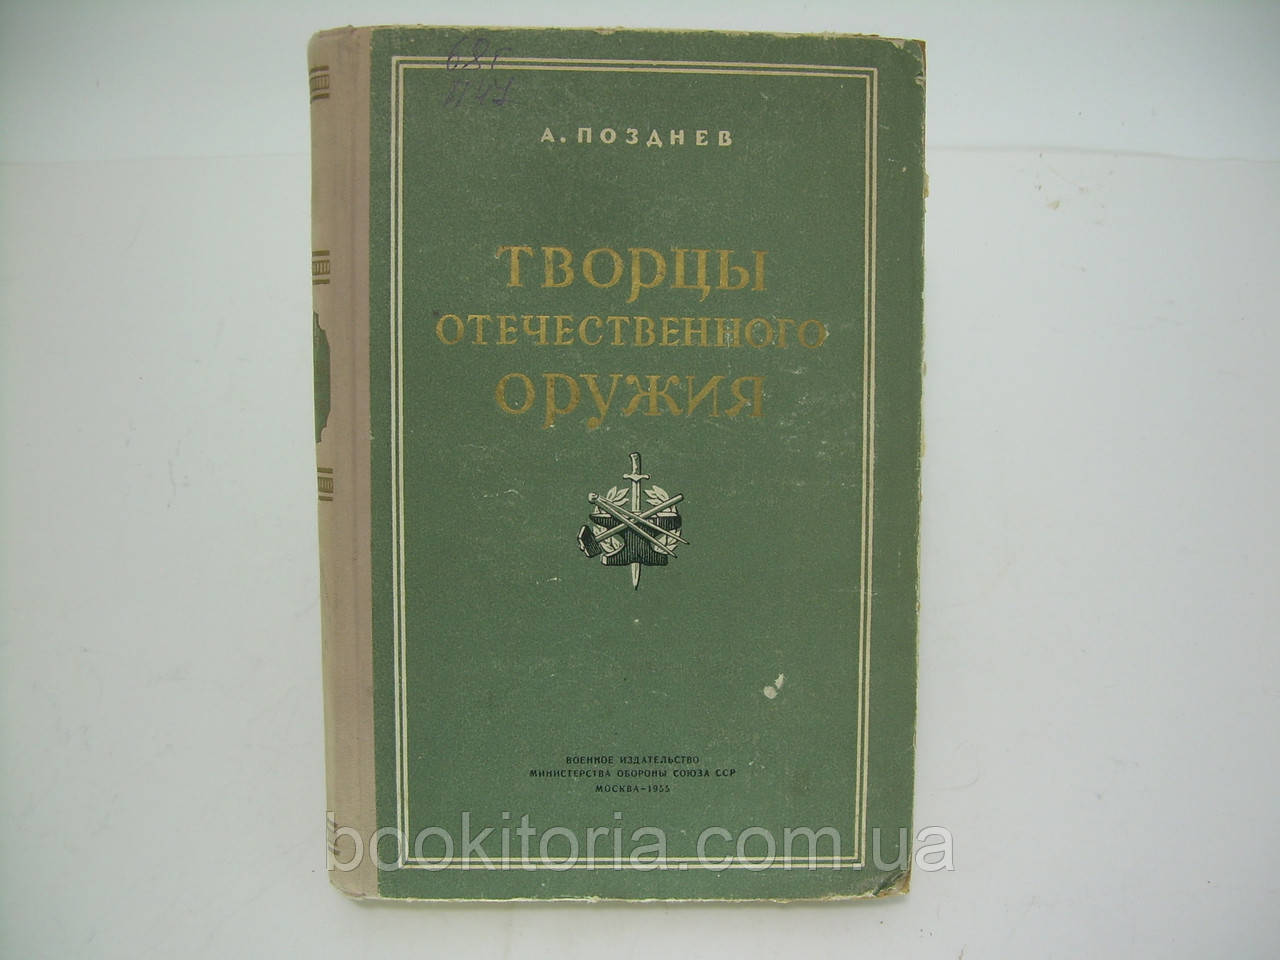 А. ПОЗДНЕВ
ТВОРЦЫ
ОТЕЧЕСТВЕННОГО
ОРУЖИЯ
ВОЕННОЕ ИЗДАТЕЛЬСТВО
МИНИСТЕРСТВА ОБОРОНЫ СОЮЗА ССР
МОСКВА–1955
bookitoria.com.ua